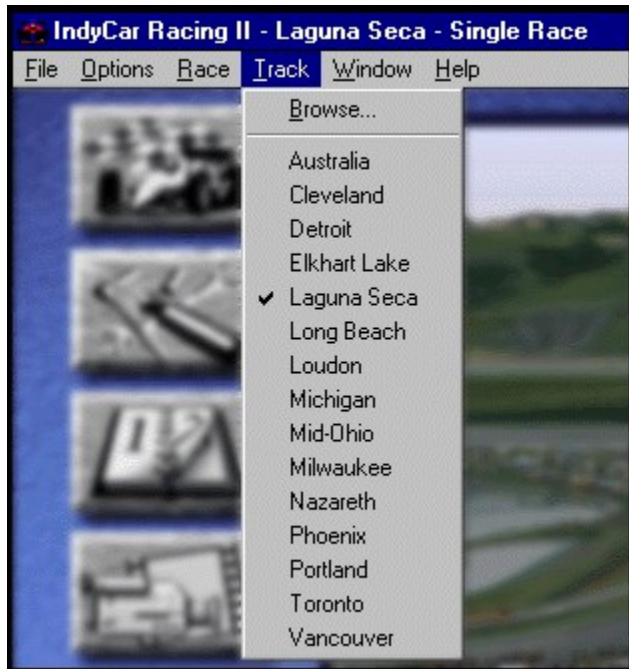 IndyCar Racing II - Laguna Seca - Single Race
File Options Race Track Window Help
Browse...
Australia
Cleveland
Detroit
Elkhart Lake
Laguna Seca
Long Beach
Loudon
Michigan
Mid-Ohio
Milwaukee
Nazareth
Phoenix
Portland
Toronto
Vancouver